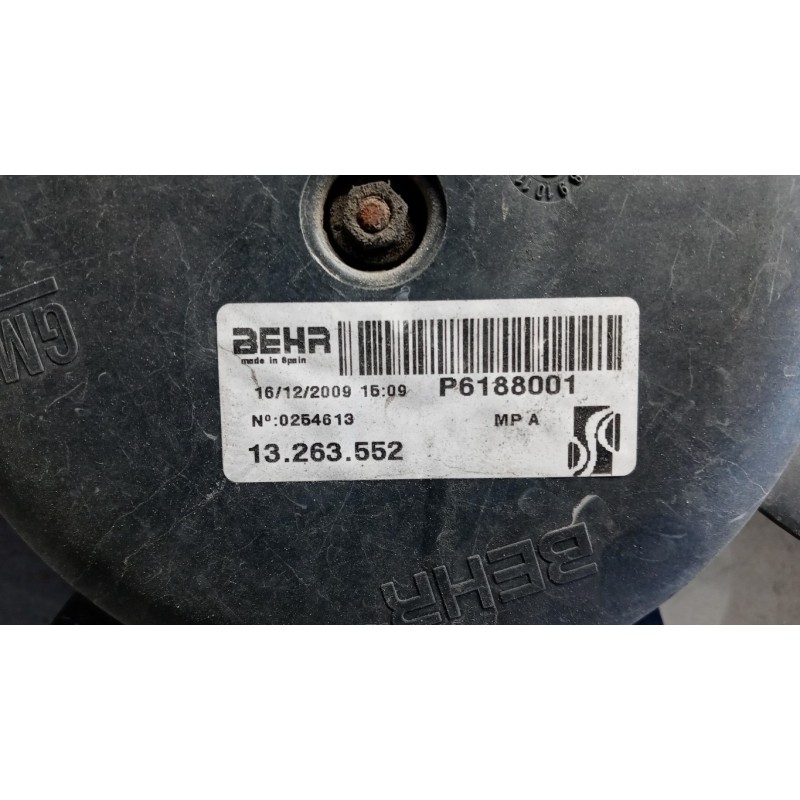 GM
BEHR
made in Spain
16/12/2009 15:09 P6188001
Nº:0254613 MP A
13.263.552
BEHR